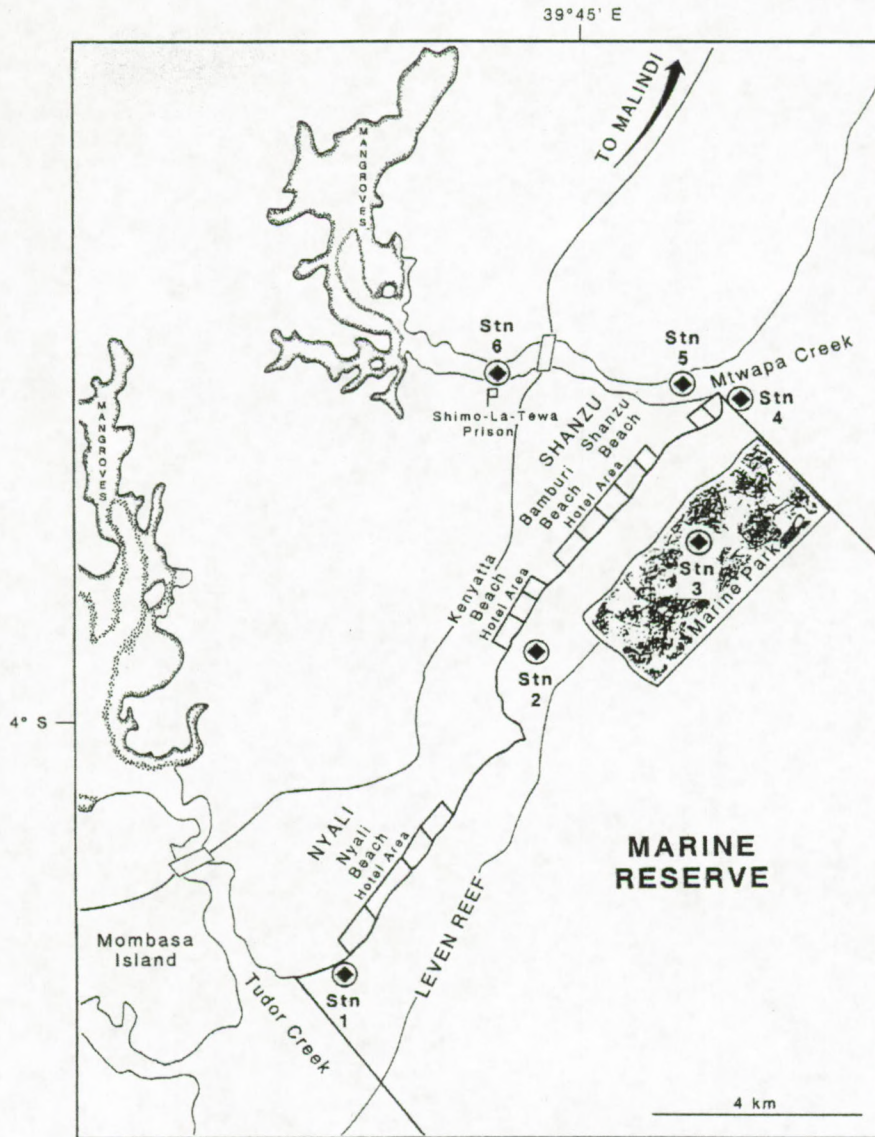 39°45' E
TO MALINDI
MANGROVES
Stn
6
Stn
5
Mtwapa Creek
Stn
4
Shimo-La-Tewa
Prison
SHANZU
Shanzu
Beach
MANGROVES
Bamburi
Beach
Hotel Area
Stn
3
Marine Park
Kenyatta
Beach
Hotel Area
Stn
2
4° S
NYALI
Nyali
Beach
Hotel Area
MARINE
RESERVE
LEVEN REEF
Mombasa
Island
Tudor Creek
Stn
1
4 km